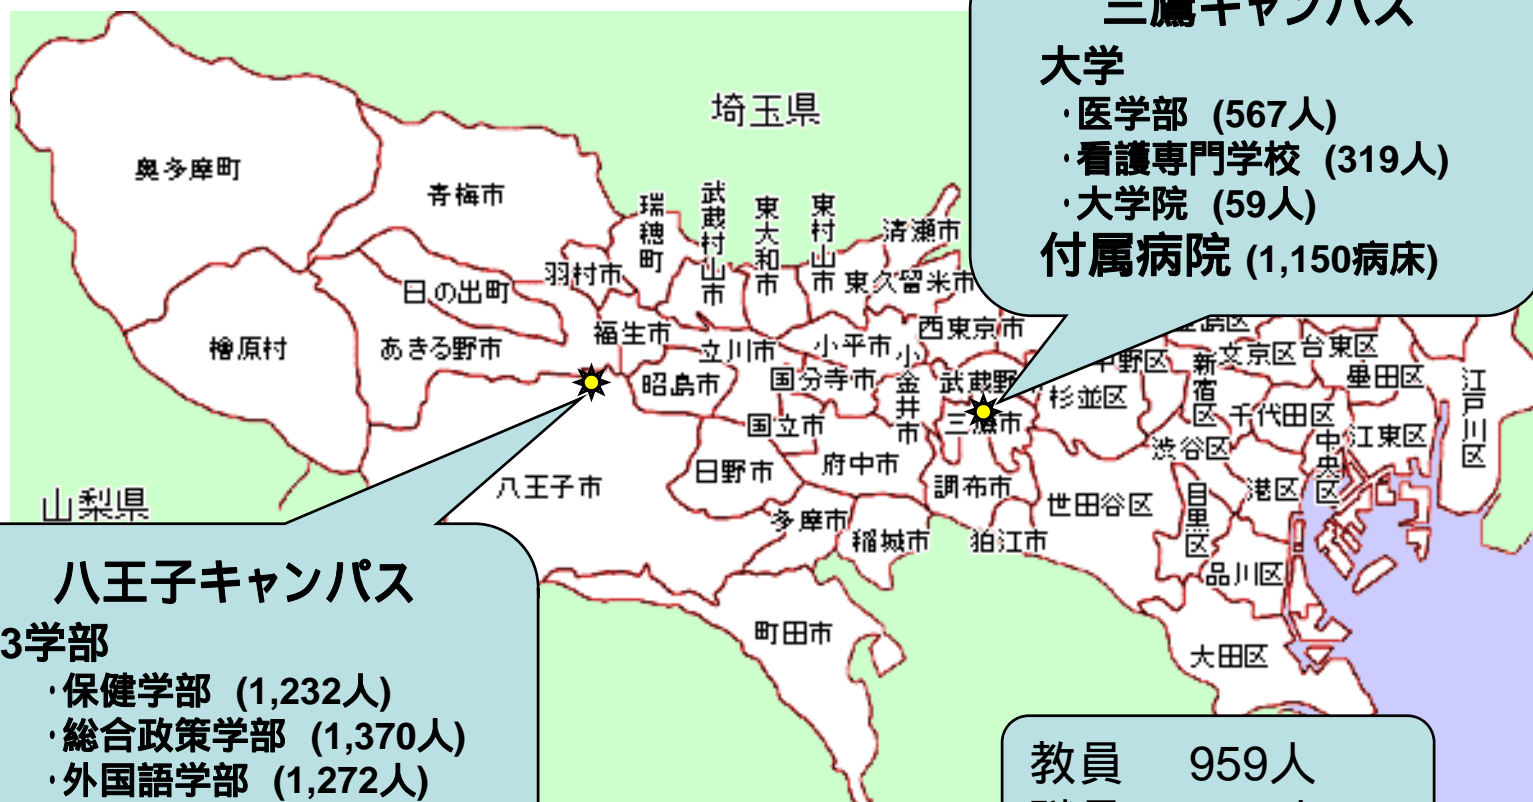 三鷹キャンパス
大学
・医学部 (567人)
・看護専門学校 (319人)
・大学院 (59人)
付属病院 (1,150病床)
埼玉県
奥多摩町
青梅市
瑞穂町
武蔵村山市
東大和市
東村山市
清瀬市
羽村市
東久留米市
日の出町
福生市
西東京市
檜原村
あきる野市
立川市
小平市
小金井市
昭島市
国分寺市
武蔵野
中野区
新宿区
文京区
台東区
墨田区
江戸川区
杉並区
国立市
三鷹市
千代田区
中央区
江東区
渋谷区
日野市
府中市
調布市
八王子市
世田谷区
目黒区
港区
山梨県
多摩市
稲城市
狛江市
品川区
町田市
大田区
八王子キャンパス
3学部
・保健学部 (1,232人)
・総合政策学部 (1,370人)
・外国語学部 (1,272人)
教員 959人